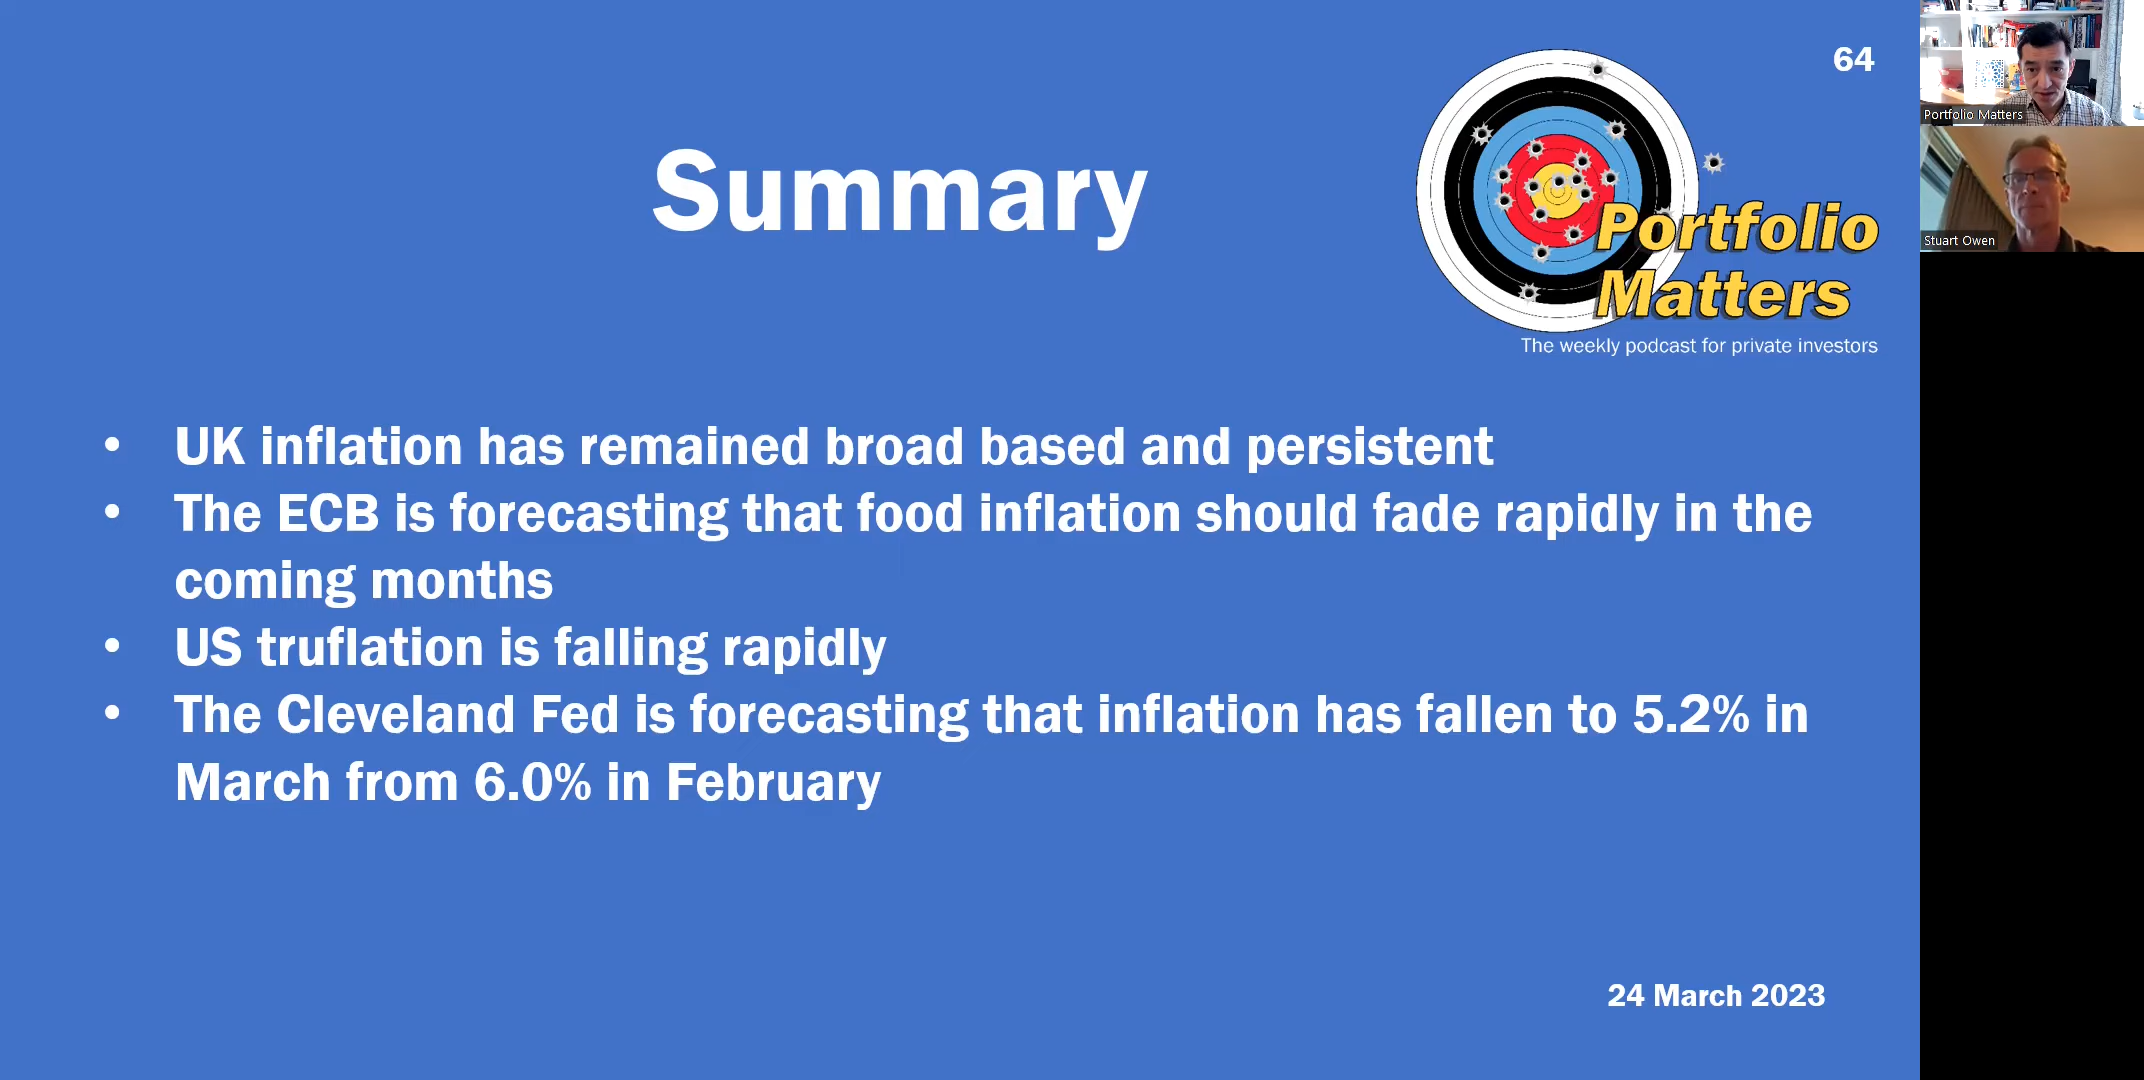 64
Summary
Portfolio
Matters
The weekly podcast for private investors
• UK inflation has remained broad based and persistent
• The ECB is forecasting that food inflation should fade rapidly in the
coming months
• US truflation is falling rapidly
• The Cleveland Fed is forecasting that inflation has fallen to 5.2% in
March from 6.0% in February
24 March 2023
Portfolio Matters
Stuart Owen